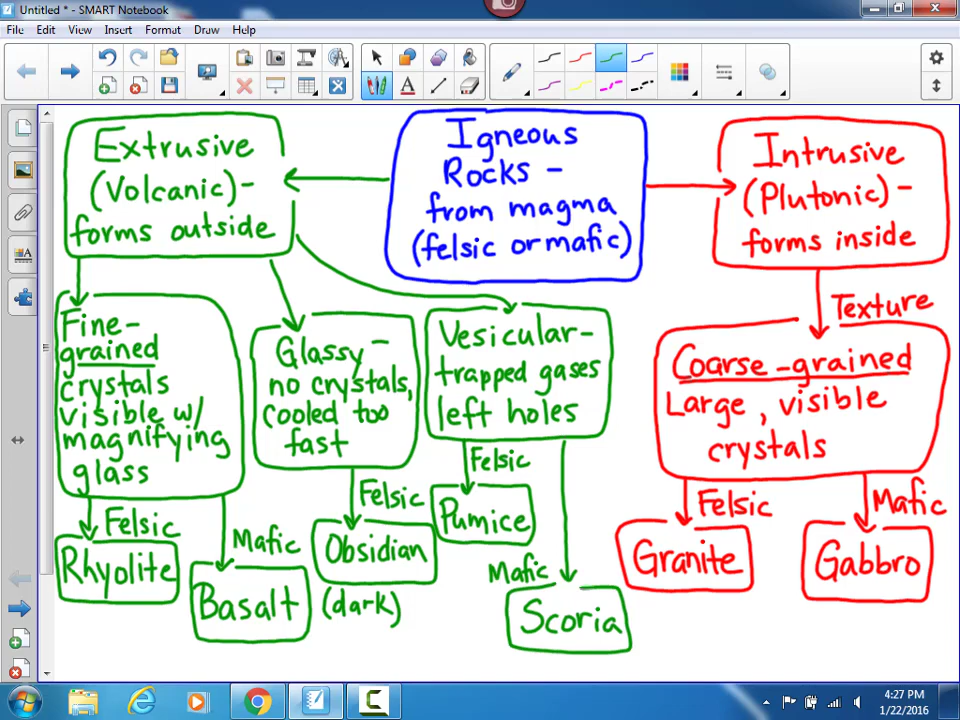 Untitled * - SMART Notebook
File Edit View Insert Format Draw Help
Igneous
Rocks -
from magma
(felsic or mafic)
Extrusive
(Volcanic) -
forms outside
Intrusive
(Plutonic) -
forms inside
Texture
Fine-
grained
crystals
visible w/
magnifying
glass
Glassy -
no crystals,
cooled too
fast
Vesicular-
trapped gases
left holes
Coarse-grained
Large, visible
crystals
Felsic
Rhyolite
Mafic
Basalt
Felsic
Obsidian
(dark)
Felsic
Pumice
Mafic
Scoria
Felsic
Granite
Mafic
Gabbro
4:27 PM
1/22/2016